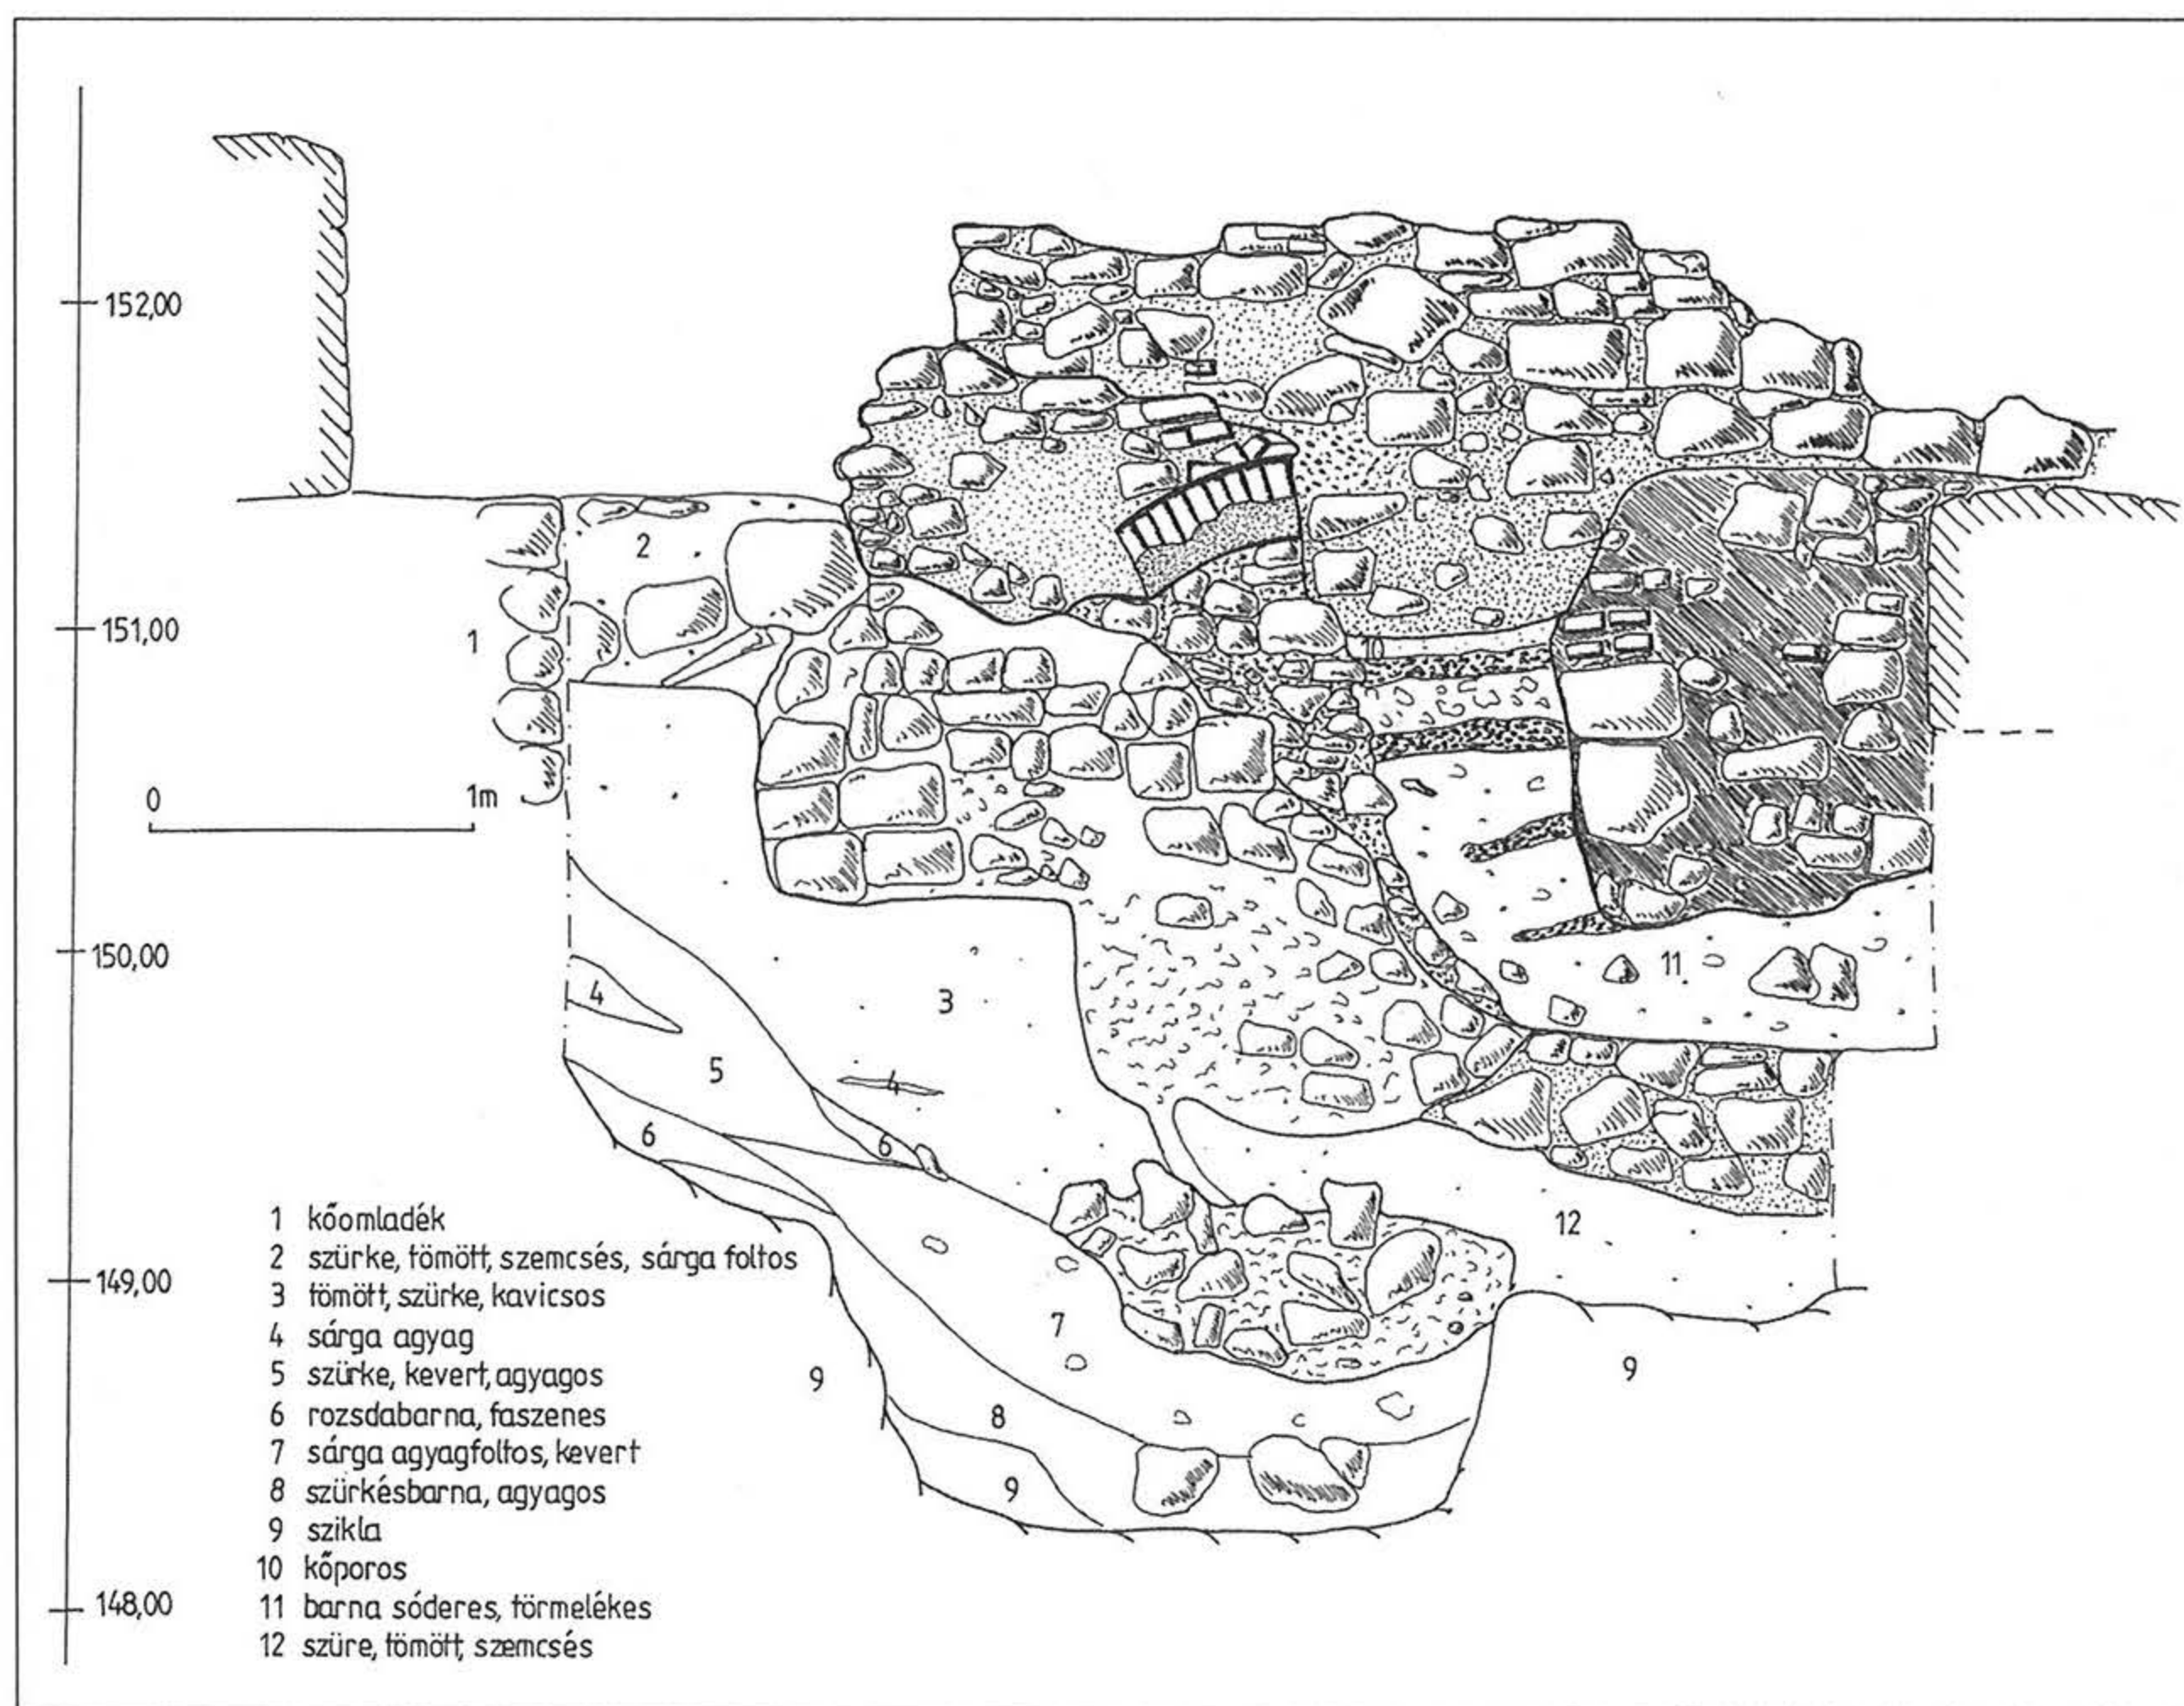 152,00
151,00
150,00
149,00
148,00
0 1m
1
2
3
4
4
5
6
6
7
8
9
9
9
10
11
12
1 kőomladék
2 szürke, tömött, szemcsés, sárga foltos
3 tömött, szürke, kavicsos
4 sárga agyag
5 szürke, kevert, agyagos
6 rozsdabarna, faszenes
7 sárga agyagfoltos, kevert
8 szürkésbarna, agyagos
9 szikla
10 kőporos
11 barna sóderes, törmelékes
12 szüre, tömött, szemcsés